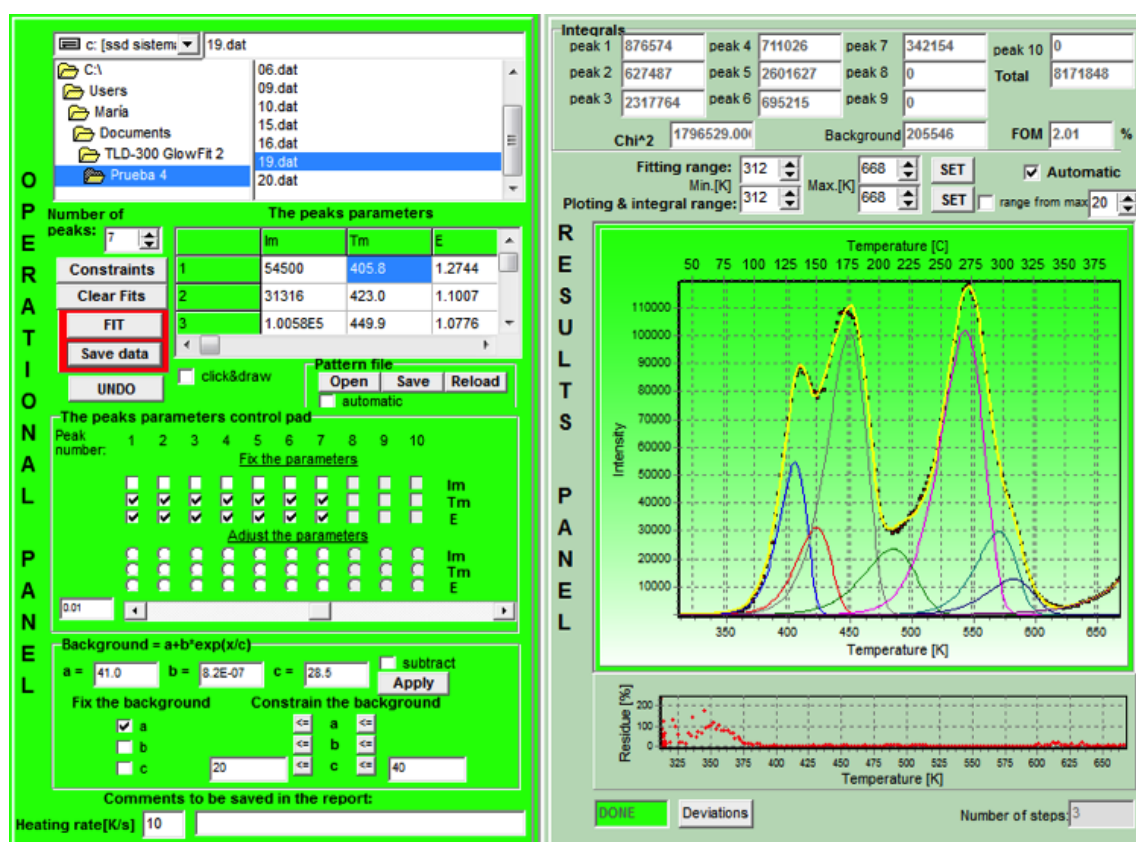 c: [ssd sistema 19.dat
C:\
Users
María
Documents
TLD-300 GlowFit 2
Prueba 4
06.dat
09.dat
10.dat
15.dat
16.dat
19.dat
20.dat
OPERATIONAL PANEL
Number of peaks: 7
The peaks parameters
Im Tm E
1 54500 405.8 1.2744
2 31316 423.0 1.1007
3 1.0058E5 449.9 1.0776
Constraints
Clear Fits
FIT
Save data
UNDO
click&draw
Pattern file
Open Save Reload
automatic
The peaks parameters control pad
Peak number: 1 2 3 4 5 6 7 8 9 10
Fix the parameters
Im
Tm
E
Adjust the parameters
Im
Tm
E
0.01
Background = a+b*exp(x/c)
a = 41.0 b = 8.2E-07 c = 28.5
subtract
Apply
Fix the background Constrain the background
a <= a <=
b <= b <=
c 20 <= c <= 40
Comments to be saved in the report:
Heating rate[K/s] 10
RESULTS PANEL
Integrals
peak 1 876574 peak 4 711026 peak 7 342154 peak 10 0
peak 2 627487 peak 5 2601627 peak 8 0 Total 8171848
peak 3 2317764 peak 6 695215 peak 9 0
Chi^2 1796529.00 Background 205546 FOM 2.01 %
Fitting range: 312 668 SET Automatic
Min.[K] Max.[K]
Ploting & integral range: 312 668 SET range from max 20
Temperature [C]
50 75 100 125 150 175 200 225 250 275 300 325 350 375
Intensity
110000
100000
90000
80000
70000
60000
50000
40000
30000
20000
10000
350 400 450 500 550 600 650
Temperature [K]
Residue [%]
200
100
0
325 350 375 400 425 450 475 500 525 550 575 600 625 650
Temperature [K]
DONE Deviations Number of steps: 3